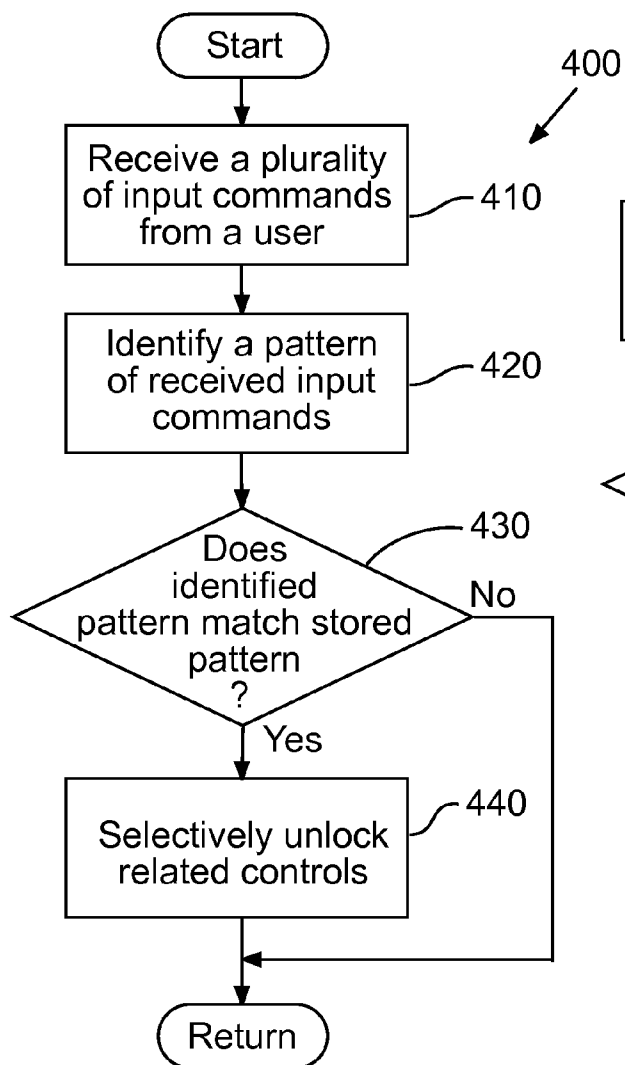 Start
400
Receive a plurality
of input commands
from a user
410
Identify a pattern
of received input
commands
420
430
Does
identified
pattern match stored
pattern
?
No
Yes
Selectively unlock
related controls
440
Return